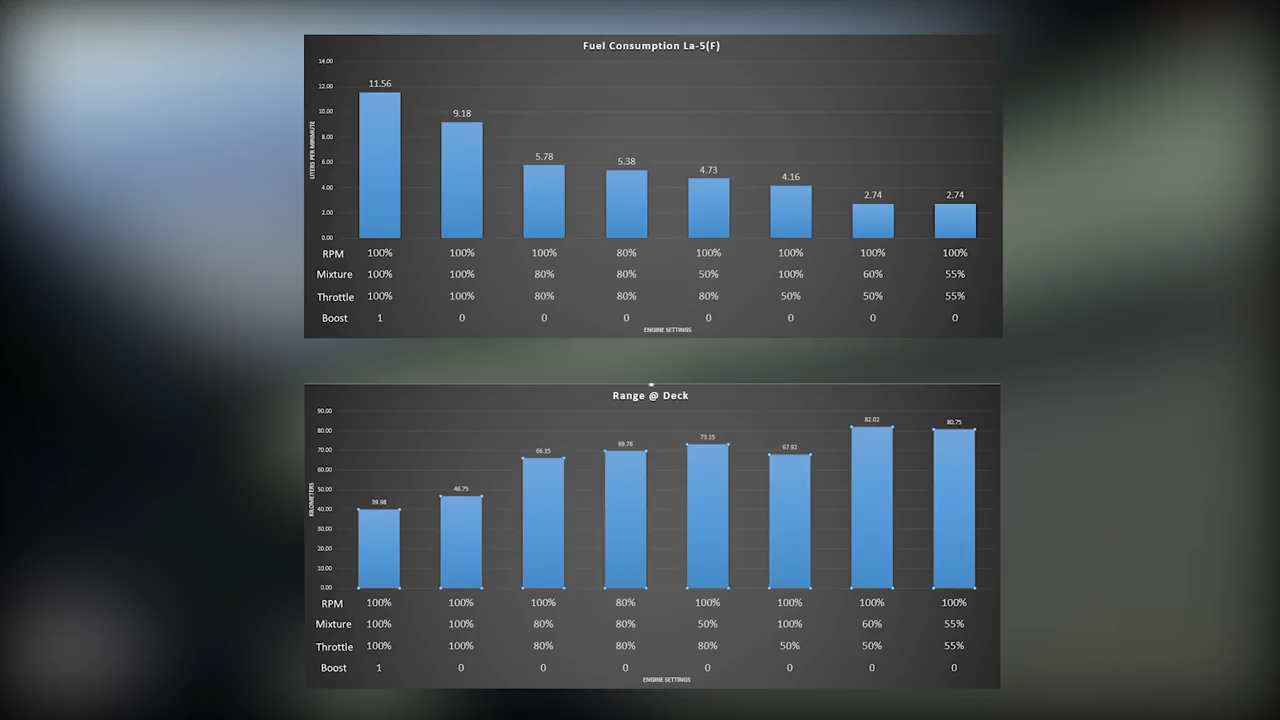 Fuel Consumption La-5(F)
14.00
12.00
10.00
8.00
6.00
4.00
2.00
0.00
LITERS PER MINMUTE
11.56 9.18 5.78 5.38 4.73 4.16 2.74 2.74
RPM 100% 100% 100% 80% 100% 100% 100% 100%
Mixture 100% 100% 80% 80% 50% 100% 60% 55%
Throttle 100% 100% 80% 80% 80% 50% 50% 55%
Boost 1 0 0 0 0 0 0 0
ENGINE SETTINGS
Range @ Deck
90.00
80.00
70.00
60.00
50.00
40.00
30.00
20.00
10.00
0.00
KILOMETERS
39.98 46.75 66.15 69.76 73.15 67.92 82.02 80.75
RPM 100% 100% 100% 80% 100% 100% 100% 100%
Mixture 100% 100% 80% 80% 50% 100% 60% 55%
Throttle 100% 100% 80% 80% 80% 50% 50% 55%
Boost 1 0 0 0 0 0 0 0
ENGINE SETTINGS